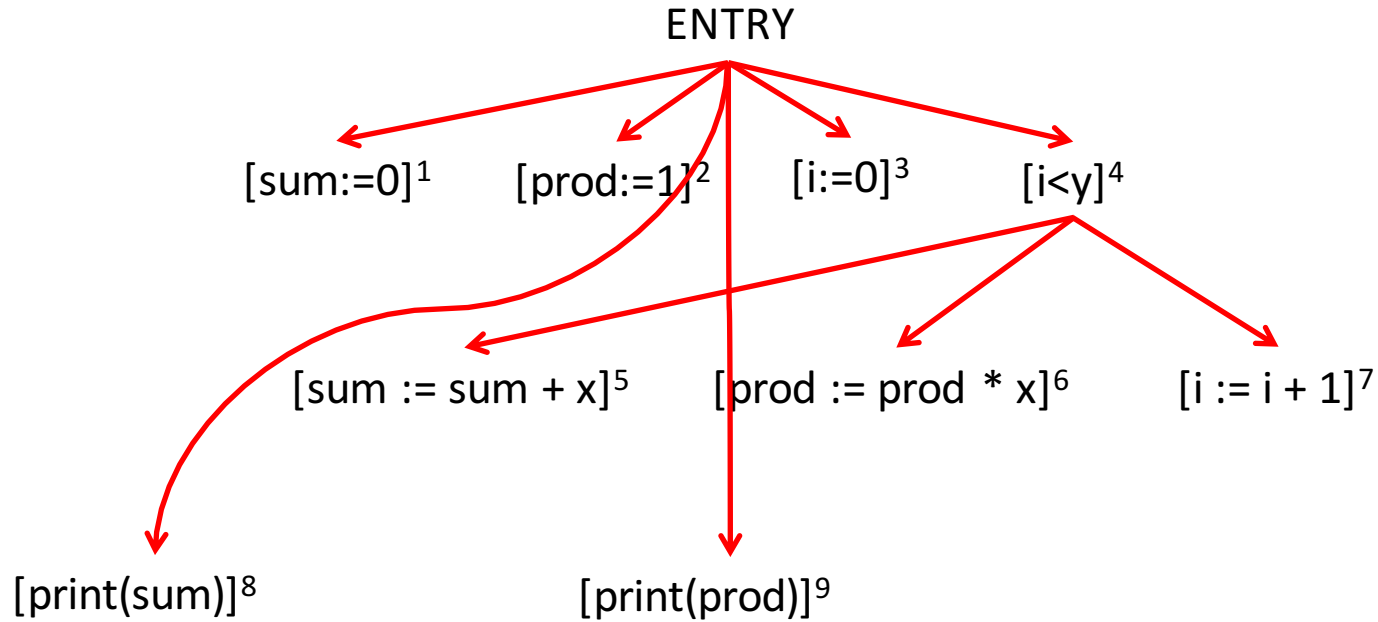 ENTRY
[sum:=0]¹ [prod:=1]² [i:=0]³ [i<y]⁴
[sum := sum + x]⁵ [prod := prod * x]⁶ [i := i + 1]⁷
[print(sum)]⁸ [print(prod)]⁹